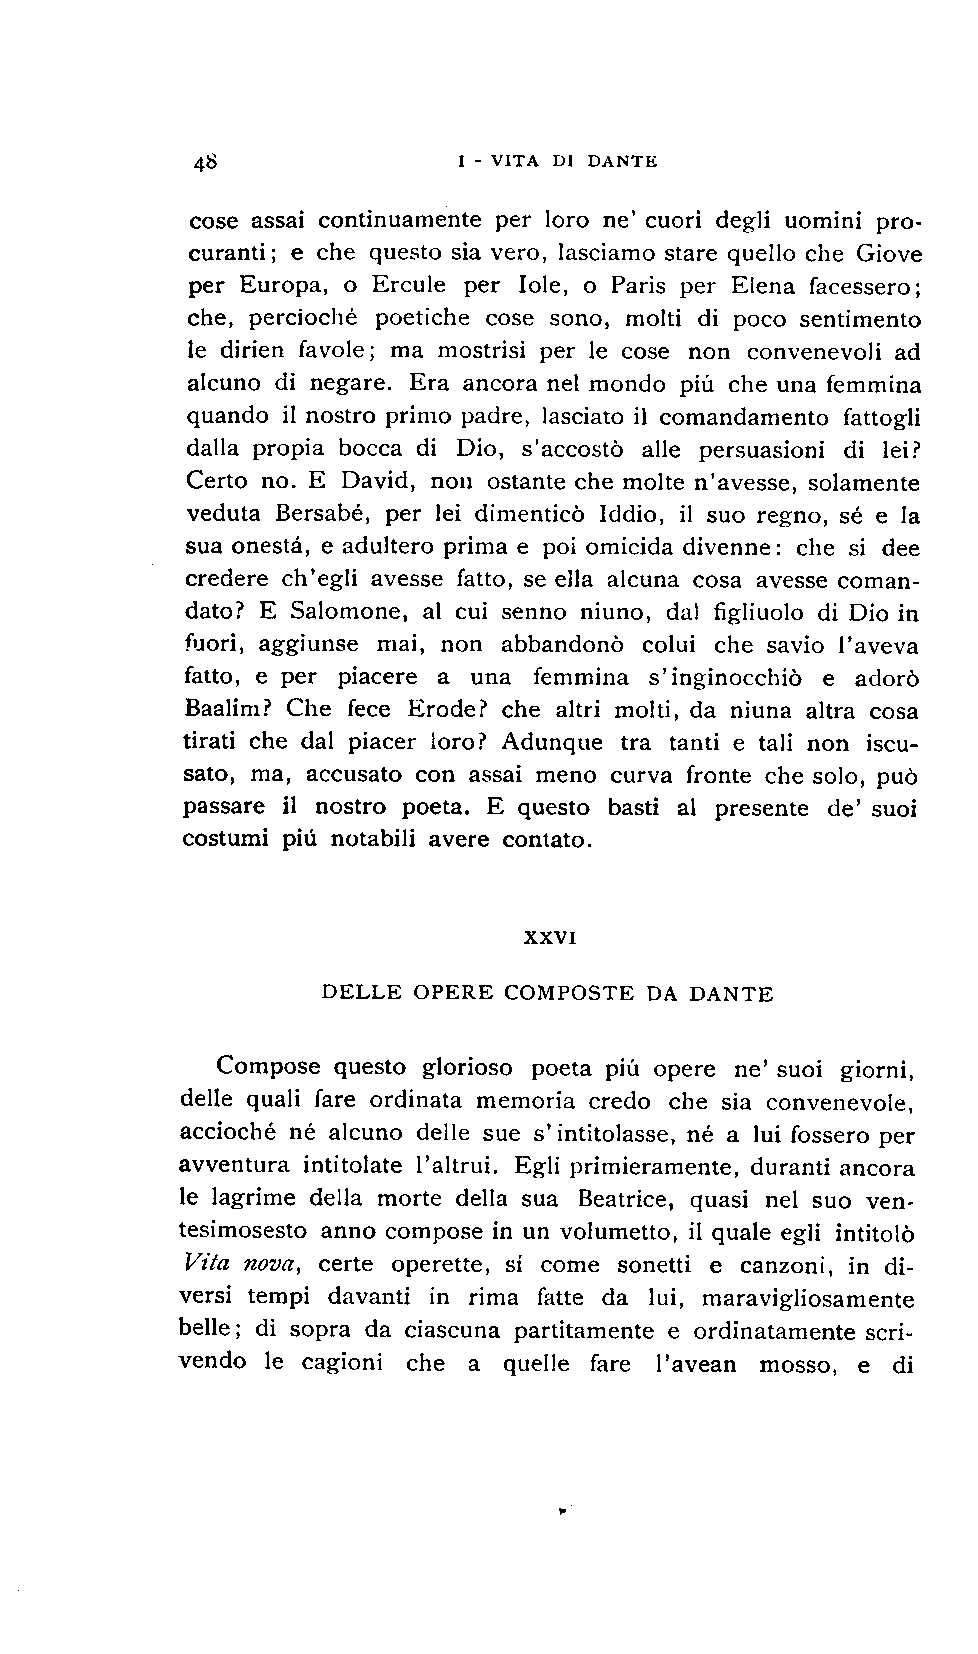 48 I - VITA DI DANTE
cose assai continuamente per loro ne' cuori degli uomini pro-
curanti; e che questo sia vero, lasciamo stare quello che Giove
per Europa, o Ercule per Iole, o Paris per Elena facessero;
che, percioché poetiche cose sono, molti di poco sentimento
le dirien favole; ma mostrisi per le cose non convenevoli ad
alcuno di negare. Era ancora nel mondo piú che una femmina
quando il nostro primo padre, lasciato il comandamento fattogli
dalla propia bocca di Dio, s'accostò alle persuasioni di lei?
Certo no. E David, non ostante che molte n'avesse, solamente
veduta Bersabé, per lei dimenticò Iddio, il suo regno, sé e la
sua onestá, e adultero prima e poi omicida divenne: che si dee
credere ch'egli avesse fatto, se ella alcuna cosa avesse coman-
dato? E Salomone, al cui senno niuno, dal figliuolo di Dio in
fuori, aggiunse mai, non abbandonò colui che savio l'aveva
fatto, e per piacere a una femmina s'inginocchiò e adorò
Baalim? Che fece Erode? che altri molti, da niuna altra cosa
tirati che dal piacer loro? Adunque tra tanti e tali non iscu-
sato, ma, accusato con assai meno curva fronte che solo, può
passare il nostro poeta. E questo basti al presente de' suoi
costumi piú notabili avere contato.
XXVI
DELLE OPERE COMPOSTE DA DANTE
Compose questo glorioso poeta piú opere ne' suoi giorni,
delle quali fare ordinata memoria credo che sia convenevole,
accioché né alcuno delle sue s'intitolasse, né a lui fossero per
avventura intitolate l'altrui. Egli primieramente, duranti ancora
le lagrime della morte della sua Beatrice, quasi nel suo ven-
tesimosesto anno compose in un volumetto, il quale egli intitolò
Vita nova, certe operette, sí come sonetti e canzoni, in di-
versi tempi davanti in rima fatte da lui, maravigliosamente
belle; di sopra da ciascuna partitamente e ordinatamente scri-
vendo le cagioni che a quelle fare l'avean mosso, e di